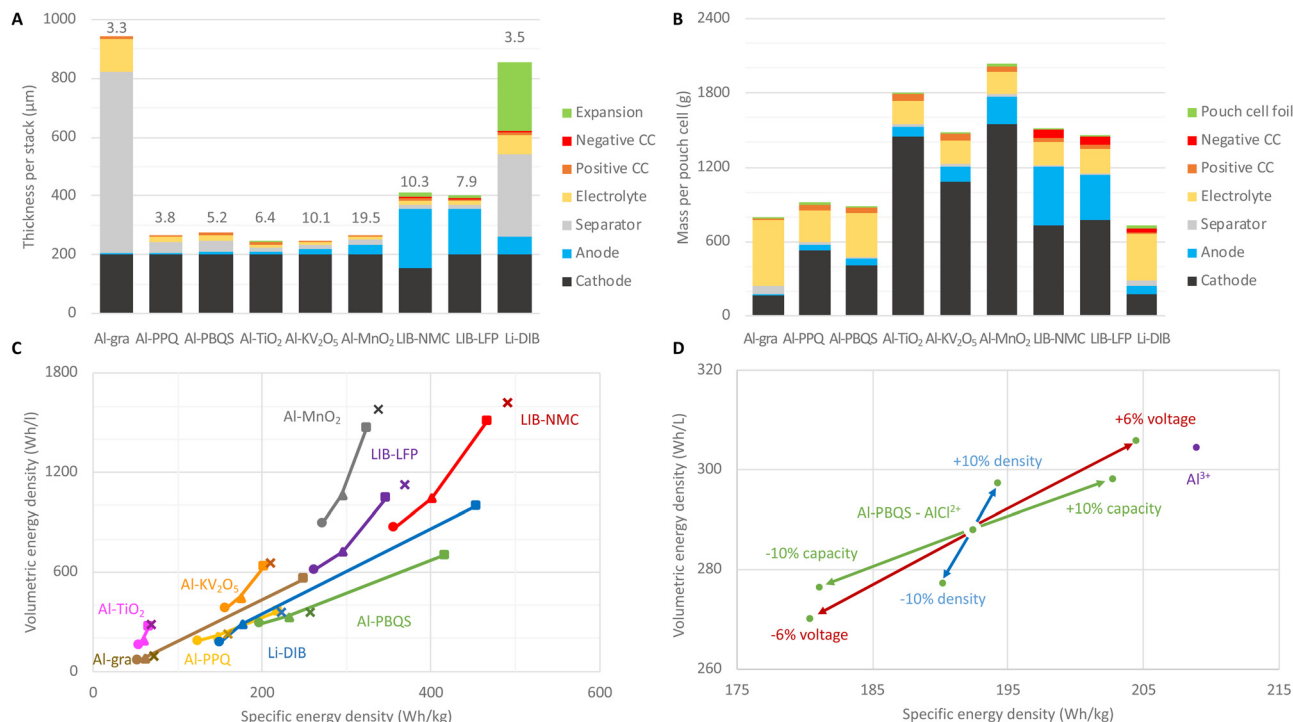 A
Thickness per stack (µm)
1000
800
600
400
200
0
3.3
3.8
5.2
6.4
10.1
19.5
10.3
7.9
3.5
Al-gra
Al-PPQ
Al-PBQS
Al-TiO₂
Al-KV₂O₅
Al-MnO₂
LIB-NMC
LIB-LFP
Li-DIB
Expansion
Negative CC
Positive CC
Electrolyte
Separator
Anode
Cathode
B
Mass per pouch cell (g)
2400
1800
1200
600
0
Al-gra
Al-PPQ
Al-PBQS
Al-TiO₂
Al-KV₂O₅
Al-MnO₂
LIB-NMC
LIB-LFP
Li-DIB
Pouch cell foil
Negative CC
Positive CC
Electrolyte
Separator
Anode
Cathode
C
Volumetric energy density (Wh/l)
1800
1200
600
0
Al-MnO₂
LIB-NMC
LIB-LFP
Al-KV₂O₅
Al-TiO₂
Al-PBQS
Al-gra
Al-PPQ
Li-DIB
0
200
400
600
Specific energy density (Wh/kg)
D
Volumetric energy density (Wh/L)
320
300
280
260
+6% voltage
+10% density
Al³⁺
Al-PBQS - AlCl²⁺
+10% capacity
-10% capacity
-10% density
-6% voltage
175
185
195
205
215
Specific energy density (Wh/kg)